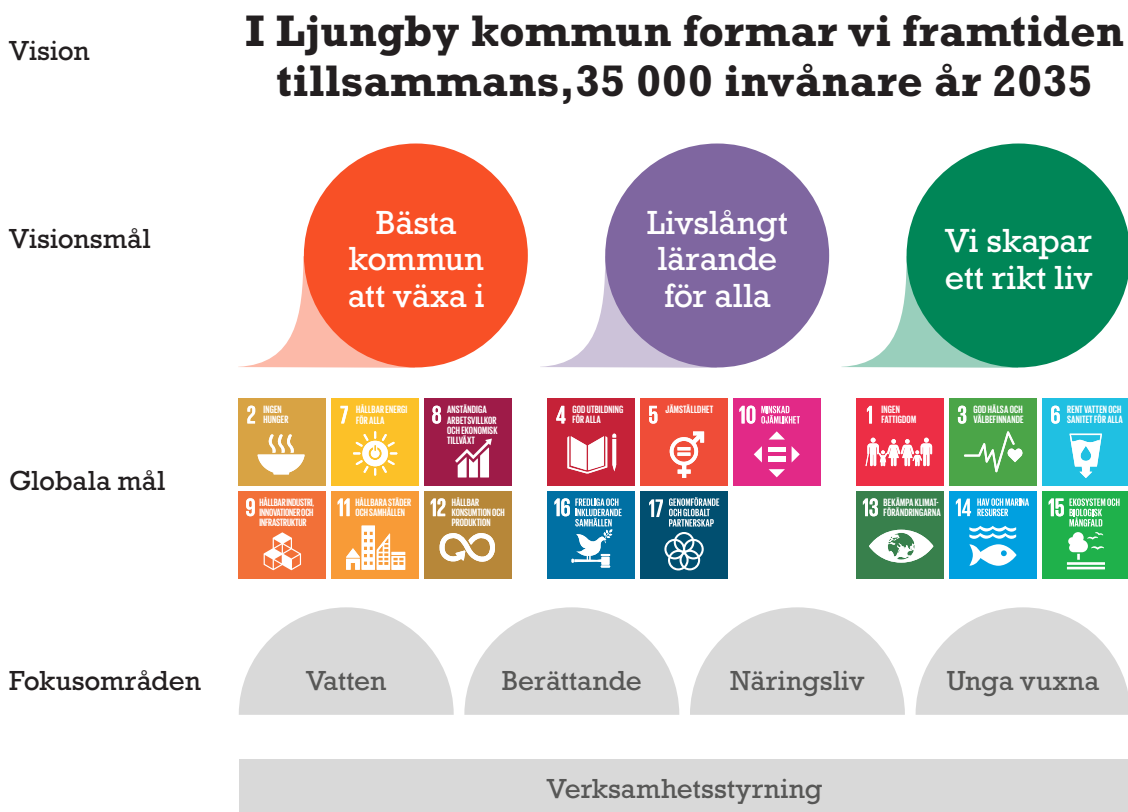 Vision
I Ljungby kommun formar vi framtiden
tillsammans,35 000 invånare år 2035
Visionsmål
Bästa
kommun
att växa i
Livslångt
lärande
för alla
Vi skapar
ett rikt liv
Globala mål
2 INGEN
HUNGER
7 HÅLLBAR ENERGI
FÖR ALLA
8 ANSTÄNDIGA
ARBETSVILLKOR
OCH EKONOMISK
TILLVÄXT
4 GOD UTBILDNING
FÖR ALLA
5 JÄMSTÄLLDHET
10 MINSKAD
OJÄMLIKHET
1 INGEN
FATTIGDOM
3 GOD HÄLSA OCH
VÄLBEFINNANDE
6 RENT VATTEN OCH
SANITET FÖR ALLA
9 HÅLLBAR INDUSTRI,
INNOVATIONER OCH
INFRASTRUKTUR
11 HÅLLBARA STÄDER
OCH SAMHÄLLEN
12 HÅLLBAR
KONSUMTION OCH
PRODUKTION
16 FREDLIGA OCH
INKLUDERANDE
SAMHÄLLEN
17 GENOMFÖRANDE
OCH GLOBALT
PARTNERSKAP
13 BEKÄMPA KLIMAT-
FÖRÄNDRINGARNA
14 HAV OCH MARINA
RESURSER
15 EKOSYSTEM OCH
BIOLOGISK
MÅNGFALD
Fokusområden
Vatten
Berättande
Näringsliv
Unga vuxna
Verksamhetsstyrning